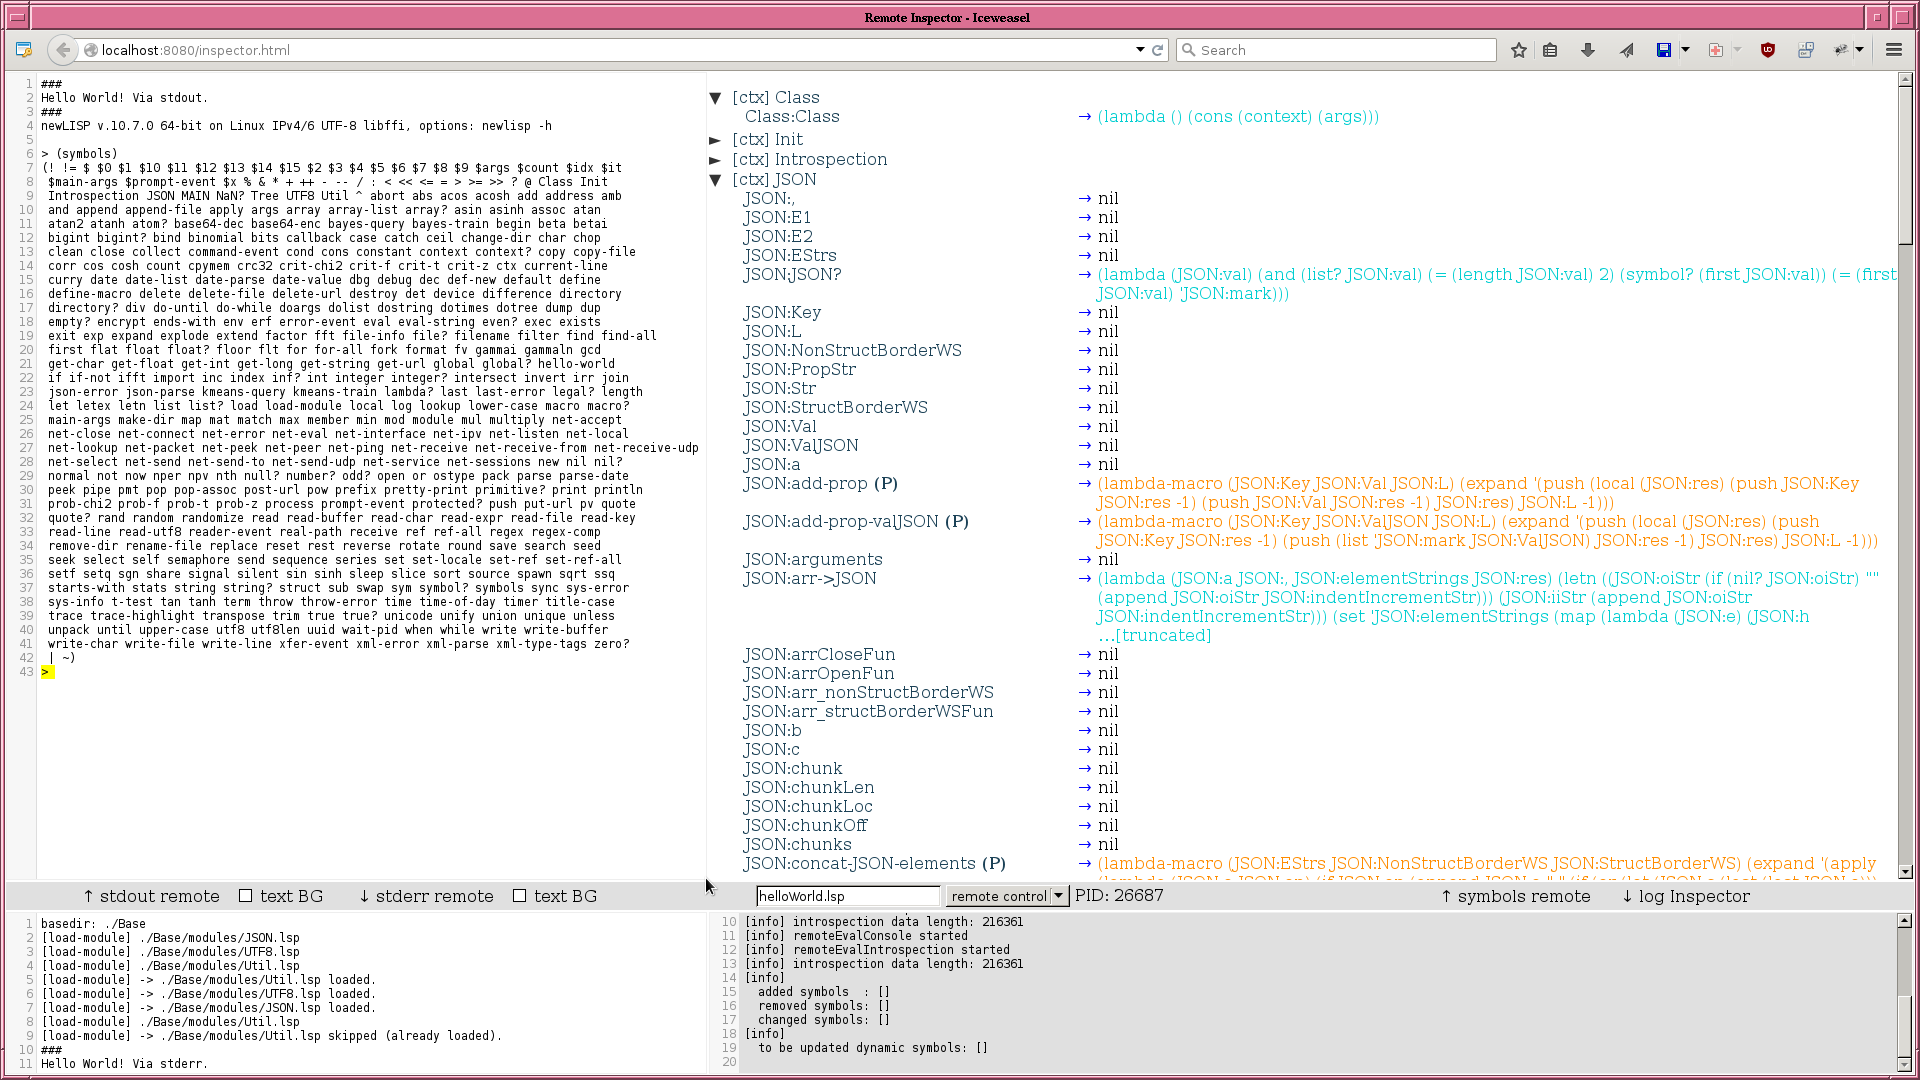 Remote Inspector - Iceweasel
localhost:8080/inspector.html
Search
1 ###
2 Hello World! Via stdout.
3 ###
4 newLISP v.10.7.0 64-bit on Linux IPv4/6 UTF-8 libffi, options: newlisp -h
5
6 > (symbols)
7 (! != $ $0 $1 $10 $11 $12 $13 $14 $15 $2 $3 $4 $5 $6 $7 $8 $9 $args $count $idx $it
8 $main-args $prompt-event $x % & * + ++ - -- / : < << <= = > >= >> ? @ Class Init
9 Introspection JSON MAIN NaN? Tree UTF8 Util ^ abort abs acos acosh add address amb
10 and append append-file apply args array array-list array? asin asinh assoc atan
11 atan2 atanh atom? base64-dec base64-enc bayes-query bayes-train begin beta betai
12 bigint bigint? bind binomial bits callback case catch ceil change-dir char chop
13 clean close collect command-event cond cons constant context context? copy copy-file
14 corr cos cosh count cpymem crc32 crit-chi2 crit-f crit-t crit-z ctx current-line
15 curry date date-list date-parse date-value dbg debug dec def-new default define
16 define-macro delete delete-file delete-url destroy det device difference directory
17 directory? div do-until do-while doargs dolist dostring dotimes dotree dump dup
18 empty? encrypt ends-with env erf error-event eval eval-string even? exec exists
19 exit exp expand explode extend factor fft file-info file? filename filter find find-all
20 first flat float float? floor flt for for-all fork format fv gammai gammaln gcd
21 get-char get-float get-int get-long get-string get-url global global? hello-world
22 if if-not ifft import inc index inf? int integer integer? intersect invert irr join
23 json-error json-parse kmeans-query kmeans-train lambda? last last-error legal? length
24 let letex letn list list? load load-module local log lookup lower-case macro macro?
25 main-args make-dir map mat match max member min mod module mul multiply net-accept
26 net-close net-connect net-error net-eval net-interface net-ipv net-listen net-local
27 net-lookup net-packet net-peek net-peer net-ping net-receive net-receive-from net-receive-udp
28 net-select net-send net-send-to net-send-udp net-service net-sessions new nil nil?
29 normal not now nper npv nth null? number? odd? open or ostype pack parse parse-date
30 peek pipe pmt pop pop-assoc post-url pow prefix pretty-print primitive? print println
31 prob-chi2 prob-f prob-t prob-z process prompt-event protected? push put-url pv quote
32 quote? rand random randomize read read-buffer read-char read-expr read-file read-key
33 read-line read-utf8 reader-event real-path receive ref ref-all regex regex-comp
34 remove-dir rename-file replace reset rest reverse rotate round save search seed
35 seek select self semaphore send sequence series set set-locale set-ref set-ref-all
36 setf setq sgn share signal silent sin sinh sleep slice sort source spawn sqrt ssq
37 starts-with stats string string? struct sub swap sym symbol? symbols sync sys-error
38 sys-info t-test tan tanh term throw throw-error time time-of-day timer title-case
39 trace trace-highlight transpose trim true true? unicode unify union unique unless
40 unpack until upper-case utf8 utf8len uuid wait-pid when while write write-buffer
41 write-char write-file write-line xfer-event xml-error xml-parse xml-type-tags zero?
42 | ~)
43 >
▼ [ctx] Class
Class:Class → (lambda () (cons (context) (args)))
► [ctx] Init
► [ctx] Introspection
▼ [ctx] JSON
JSON:, → nil
JSON:E1 → nil
JSON:E2 → nil
JSON:EStrs → nil
JSON:JSON? → (lambda (JSON:val) (and (list? JSON:val) (= (length JSON:val) 2) (symbol? (first JSON:val)) (= (first
JSON:val) 'JSON:mark)))
JSON:Key → nil
JSON:L → nil
JSON:NonStructBorderWS → nil
JSON:PropStr → nil
JSON:Str → nil
JSON:StructBorderWS → nil
JSON:Val → nil
JSON:ValJSON → nil
JSON:a → nil
JSON:add-prop (P) → (lambda-macro (JSON:Key JSON:Val JSON:L) (expand '(push (local (JSON:res) (push JSON:Key
JSON:res -1) (push JSON:Val JSON:res -1) JSON:res) JSON:L -1)))
JSON:add-prop-valJSON (P) → (lambda-macro (JSON:Key JSON:ValJSON JSON:L) (expand '(push (local (JSON:res) (push
JSON:Key JSON:res -1) (push (list 'JSON:mark JSON:ValJSON) JSON:res -1) JSON:res) JSON:L -1)))
JSON:arguments → nil
JSON:arr->JSON → (lambda (JSON:a JSON:, JSON:elementStrings JSON:res) (letn ((JSON:oiStr (if (nil? JSON:oiStr) ""
(append JSON:oiStr JSON:indentIncrementStr))) (JSON:iiStr (append JSON:oiStr
JSON:indentIncrementStr))) (set 'JSON:elementStrings (map (lambda (JSON:e) (JSON:h
...[truncated]
JSON:arrCloseFun → nil
JSON:arrOpenFun → nil
JSON:arr_nonStructBorderWS → nil
JSON:arr_structBorderWSFun → nil
JSON:b → nil
JSON:c → nil
JSON:chunk → nil
JSON:chunkLen → nil
JSON:chunkLoc → nil
JSON:chunkOff → nil
JSON:chunks → nil
JSON:concat-JSON-elements (P) → (lambda-macro (JSON:EStrs JSON:NonStructBorderWS JSON:StructBorderWS) (expand '(apply
↑ stdout remote text BG ↓ stderr remote text BG helloWorld.lsp remote control PID: 26687 ↑ symbols remote ↓ log Inspector
1 basedir: ./Base
2 [load-module] ./Base/modules/JSON.lsp
3 [load-module] ./Base/modules/UTF8.lsp
4 [load-module] ./Base/modules/Util.lsp
5 [load-module] -> ./Base/modules/Util.lsp loaded.
6 [load-module] -> ./Base/modules/UTF8.lsp loaded.
7 [load-module] -> ./Base/modules/JSON.lsp loaded.
8 [load-module] ./Base/modules/Util.lsp
9 [load-module] -> ./Base/modules/Util.lsp skipped (already loaded).
10 ###
11 Hello World! Via stderr.
10 [info] introspection data length: 216361
11 [info] remoteEvalConsole started
12 [info] remoteEvalIntrospection started
13 [info] introspection data length: 216361
14 [info]
15 added symbols : []
16 removed symbols: []
17 changed symbols: []
18 [info]
19 to be updated dynamic symbols: []
20